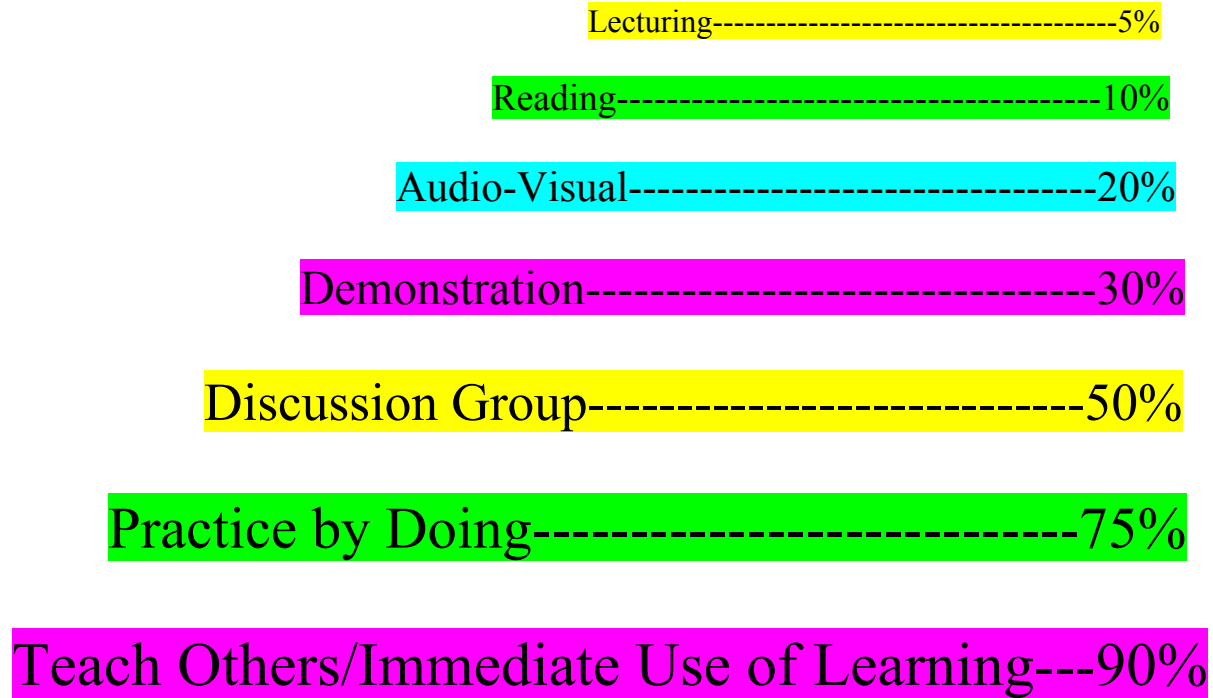 Lecturing--------------------------------------5%
Reading---------------------------------------10%
Audio-Visual---------------------------------20%
Demonstration--------------------------------30%
Discussion Group----------------------------50%
Practice by Doing----------------------------75%
Teach Others/Immediate Use of Learning---90%